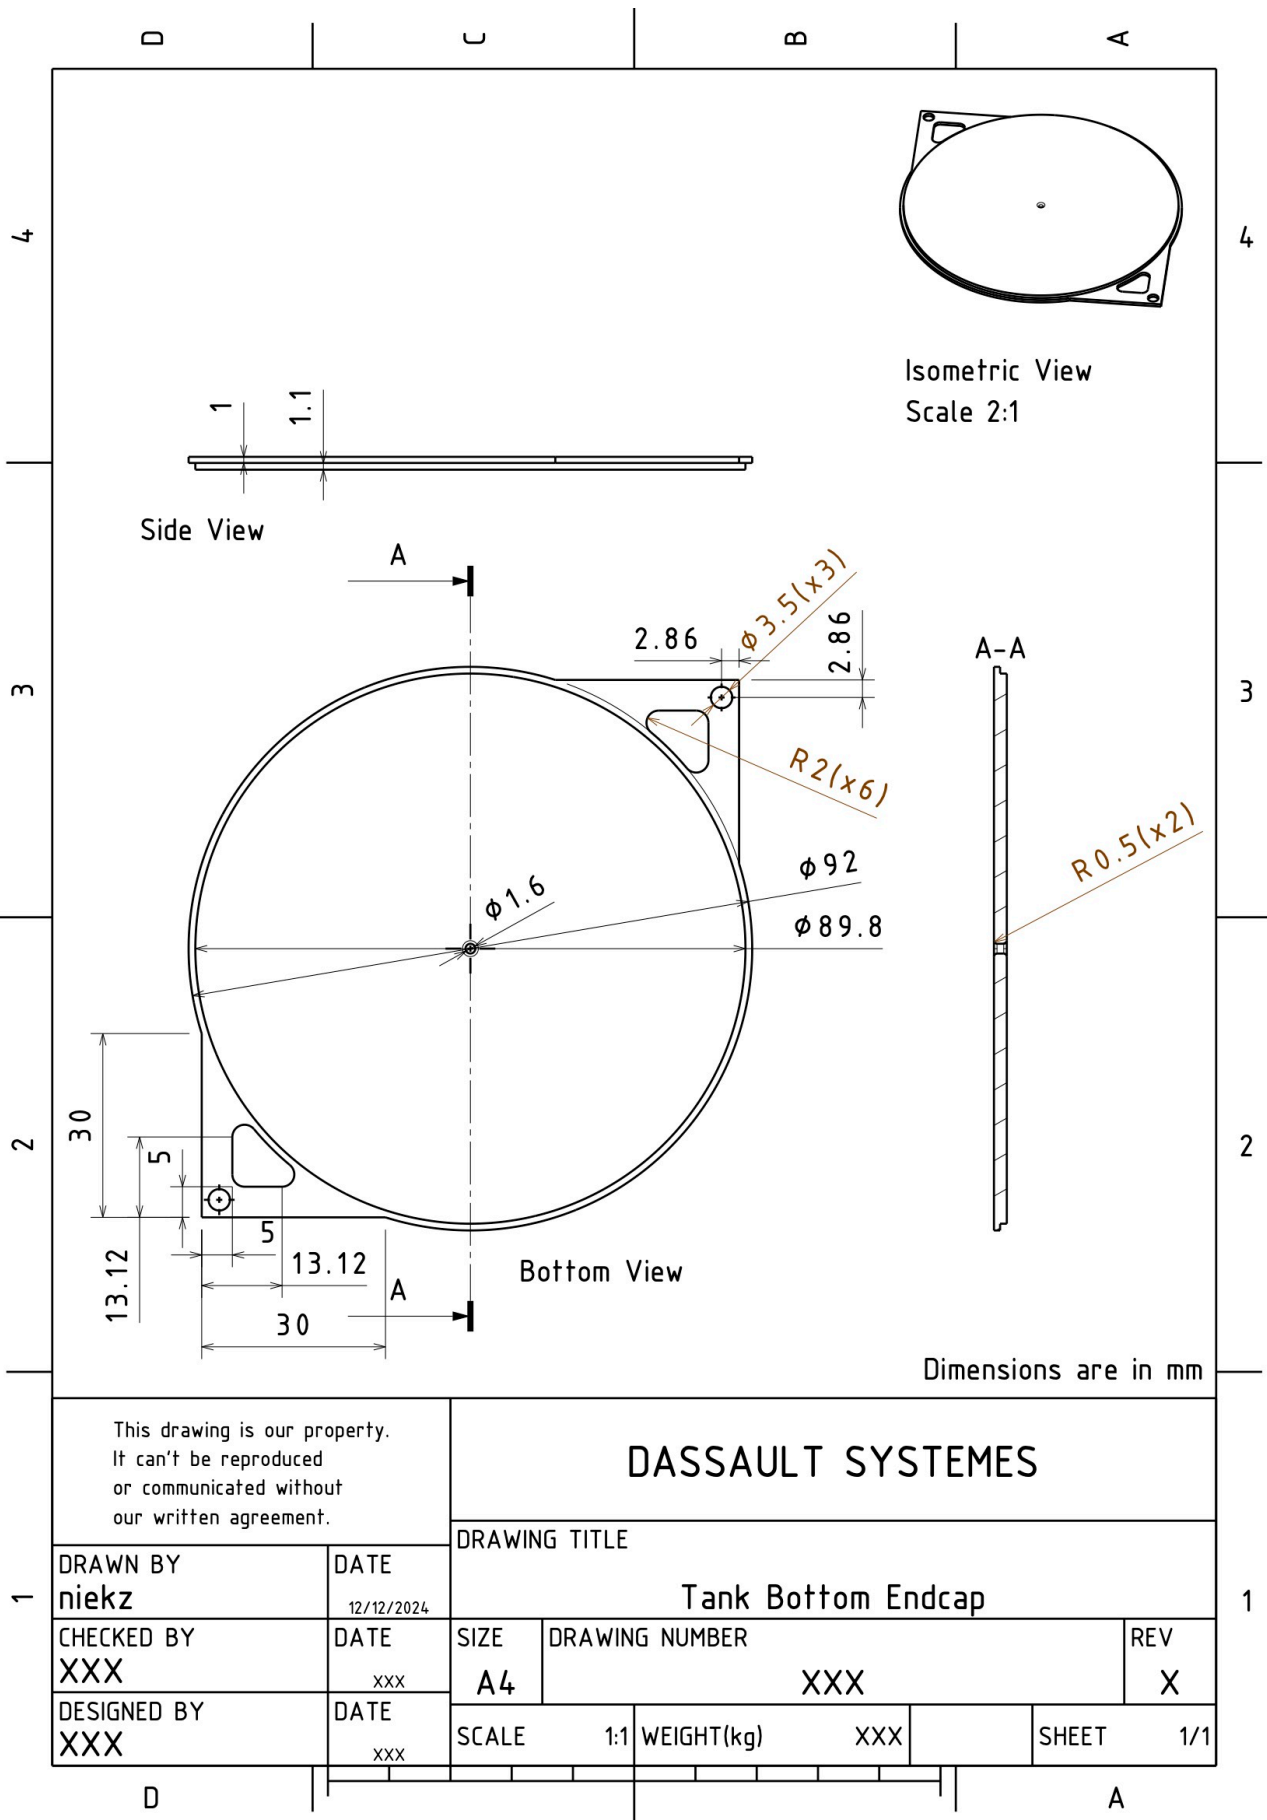 D C B A
4 4
Isometric View
Scale 2:1
1
1.1
Side View
A
ϕ3.5(x3)
2.86
2.86
A-A
3 3
R2(x6)
R0.5(x2)
ϕ92
ϕ1.6
ϕ89.8
30
2 2
5
5
13.12
13.12
A
Bottom View
30
Dimensions are in mm
This drawing is our property.
It can't be reproduced
or communicated without
our written agreement.
DASSAULT SYSTEMES
DRAWING TITLE
Tank Bottom Endcap
DRAWN BY DATE
niekz 12/12/2024
1 1
CHECKED BY DATE
XXX XXX
SIZE DRAWING NUMBER REV
A4 XXX X
DESIGNED BY DATE
XXX XXX
SCALE 1:1 WEIGHT(kg) XXX SHEET 1/1
D A